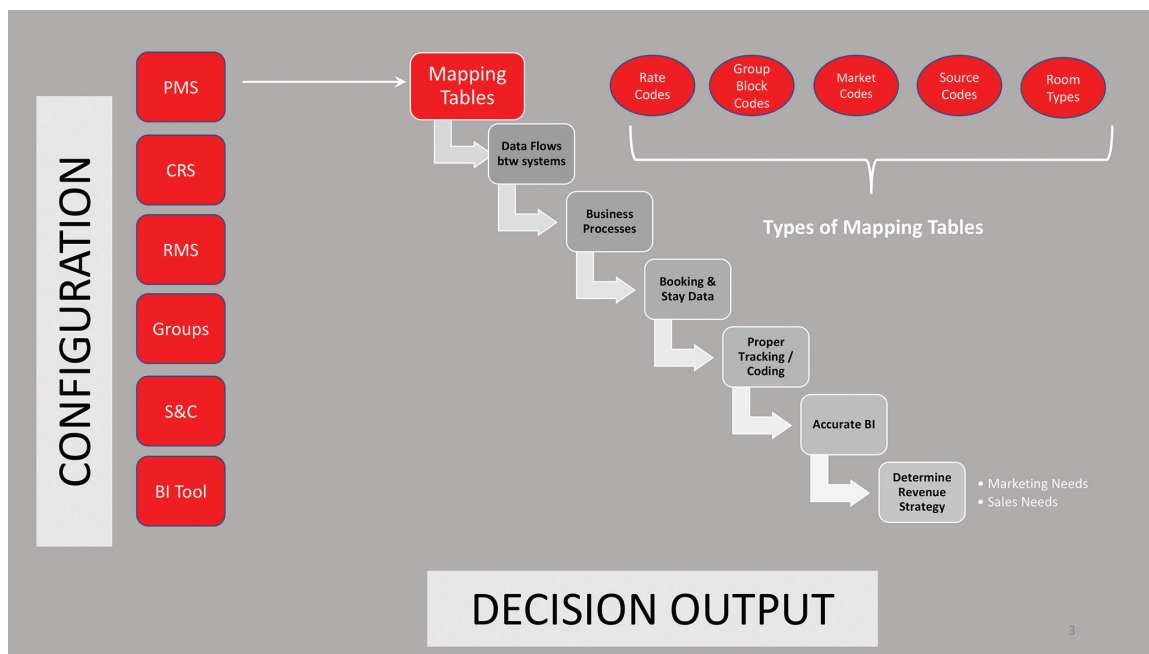 CONFIGURATION
PMS
CRS
RMS
Groups
S&C
BI Tool
Mapping
Tables
Data Flows
btw systems
Business
Processes
Booking &
Stay Data
Proper
Tracking /
Coding
Accurate BI
Determine
Revenue
Strategy
• Marketing Needs
• Sales Needs
Rate
Codes
Group
Block
Codes
Market
Codes
Source
Codes
Room
Types
Types of Mapping Tables
DECISION OUTPUT
3